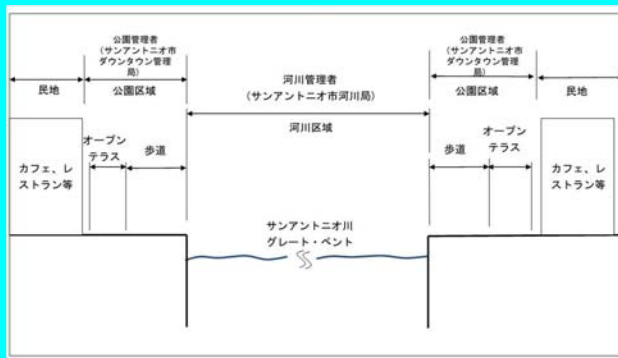 公園管理者
(サンアントニオ市
ダウンタウン管理
局)
民地
公園区域
河川管理者
(サンアントニオ市河川局)
河川区域
公園管理者
(サンアントニオ市
ダウンタウン管理
局)
公園区域
民地
オープン
テラス
歩道
歩道
オープン
テラス
カフェ、レ
ストラン等
カフェ、レ
ストラン等
サンアントニオ川
グレート・ベント